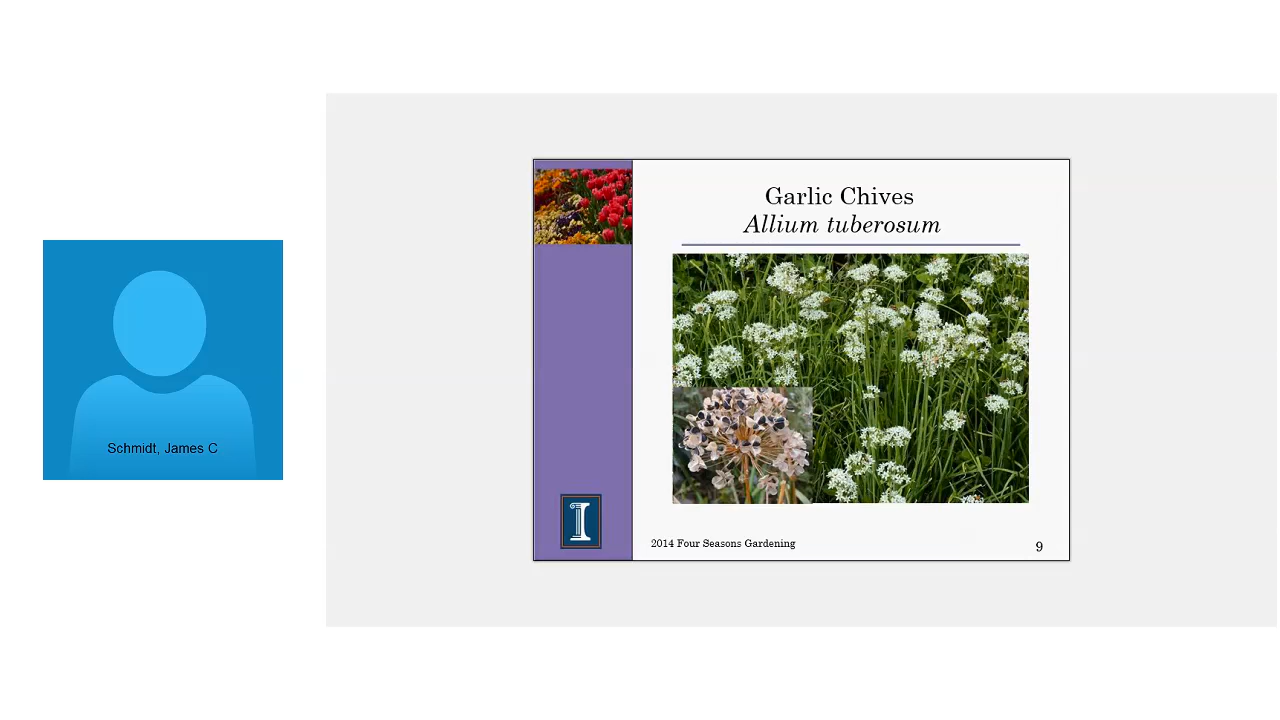 Schmidt, James C
Garlic Chives
Allium tuberosum
2014 Four Seasons Gardening
9